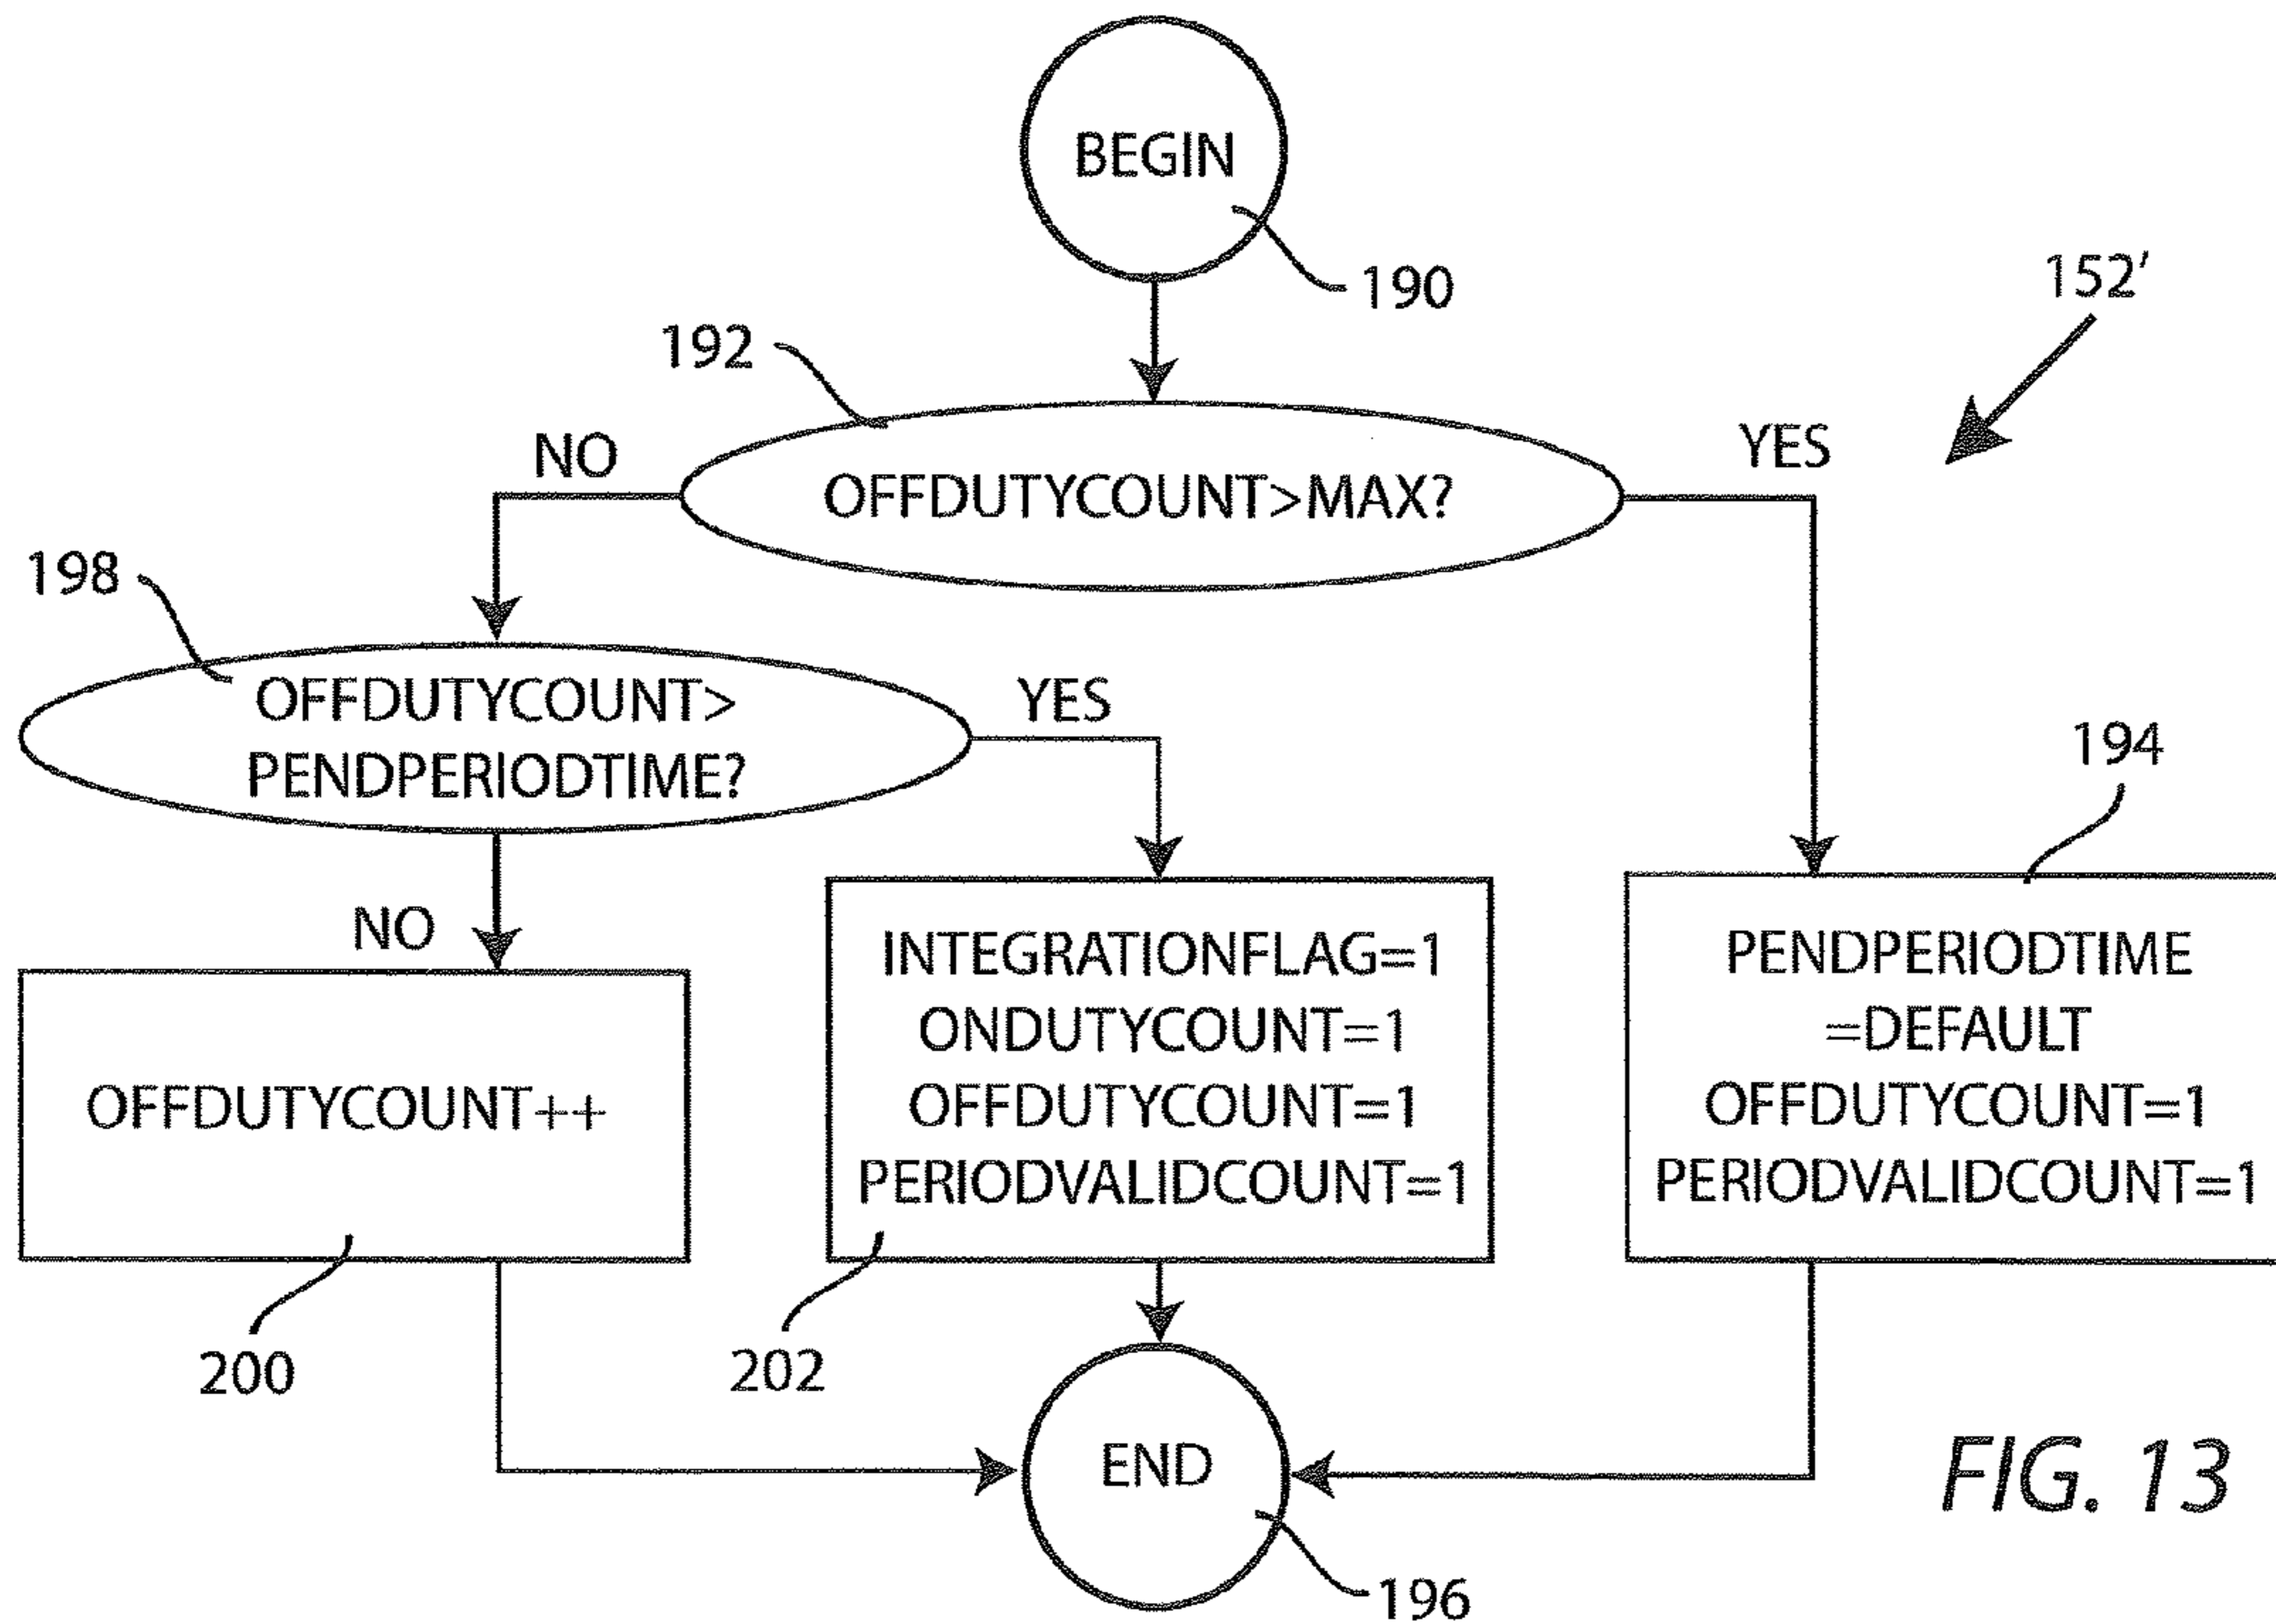 BEGIN
190
152'
192
NO
YES
OFFDUTYCOUNT>MAX?
198
OFFDUTYCOUNT>
PENDPERIODTIME?
YES
194
NO
OFFDUTYCOUNT++
INTEGRATIONFLAG=1
ONDUTYCOUNT=1
OFFDUTYCOUNT=1
PERIODVALIDCOUNT=1
PENDPERIODTIME
=DEFAULT
OFFDUTYCOUNT=1
PERIODVALIDCOUNT=1
200
202
END
196
FIG. 13